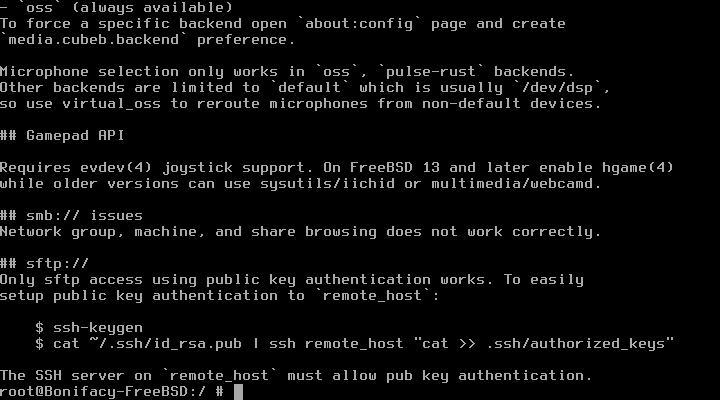 - `oss` (always available)
To force a specific backend open `about:config` page and create
`media.cubeb.backend` preference.
Microphone selection only works in `oss`, `pulse-rust` backends.
Other backends are limited to `default` which is usually `/dev/dsp`,
so use virtual_oss to reroute microphones from non-default devices.
## Gamepad API
Requires evdev(4) joystick support. On FreeBSD 13 and later enable hgame(4)
while older versions can use sysutils/iichid or multimedia/webcamd.
## smb:// issues
Network group, machine, and share browsing does not work correctly.
## sftp://
Only sftp access using public key authentication works. To easily
setup public key authentication to `remote_host`:
$ ssh-keygen
$ cat ~/.ssh/id_rsa.pub | ssh remote_host "cat >> .ssh/authorized_keys"
The SSH server on `remote_host` must allow pub key authentication.
root@Bonifacy-FreeBSD:/ #